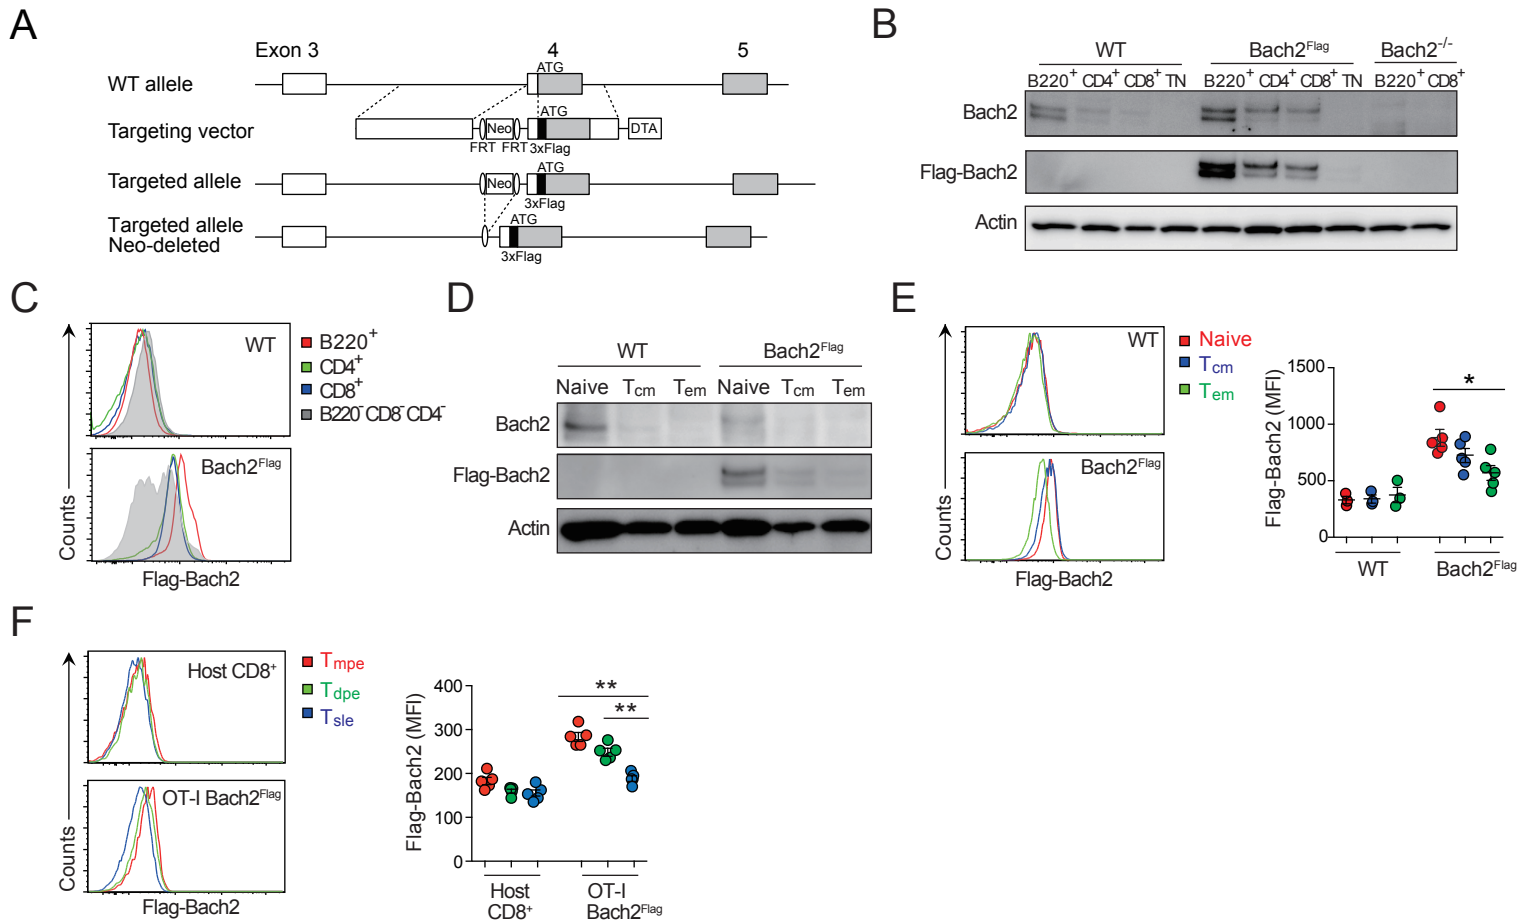 A
Exon 3
4
5
WT allele
ATG
Targeting vector
Neo
ATG
DTA
FRT
FRT
3xFlag
Targeted allele
Neo
ATG
3xFlag
Targeted allele
Neo-deleted
ATG
3xFlag
B
WT
Bach2Flag
Bach2-/-
B220+ CD4+ CD8+ TN
B220+ CD4+ CD8+ TN
B220+ CD8+
Bach2
Flag-Bach2
Actin
C
WT
Bach2Flag
Counts
Flag-Bach2
B220+
CD4+
CD8+
B220-CD8-CD4-
D
WT
Bach2Flag
Naive Tcm Tem
Naive Tcm Tem
Bach2
Flag-Bach2
Actin
E
WT
Bach2Flag
Counts
Flag-Bach2
Naive
Tcm
Tem
Flag-Bach2 (MFI)
1500
1000
500
0
*
WT
Bach2Flag
F
Host CD8+
OT-I Bach2Flag
Counts
Flag-Bach2
Tmpe
Tdpe
Tsle
Flag-Bach2 (MFI)
400
300
200
100
0
**
**
Host
CD8+
OT-I
Bach2Flag